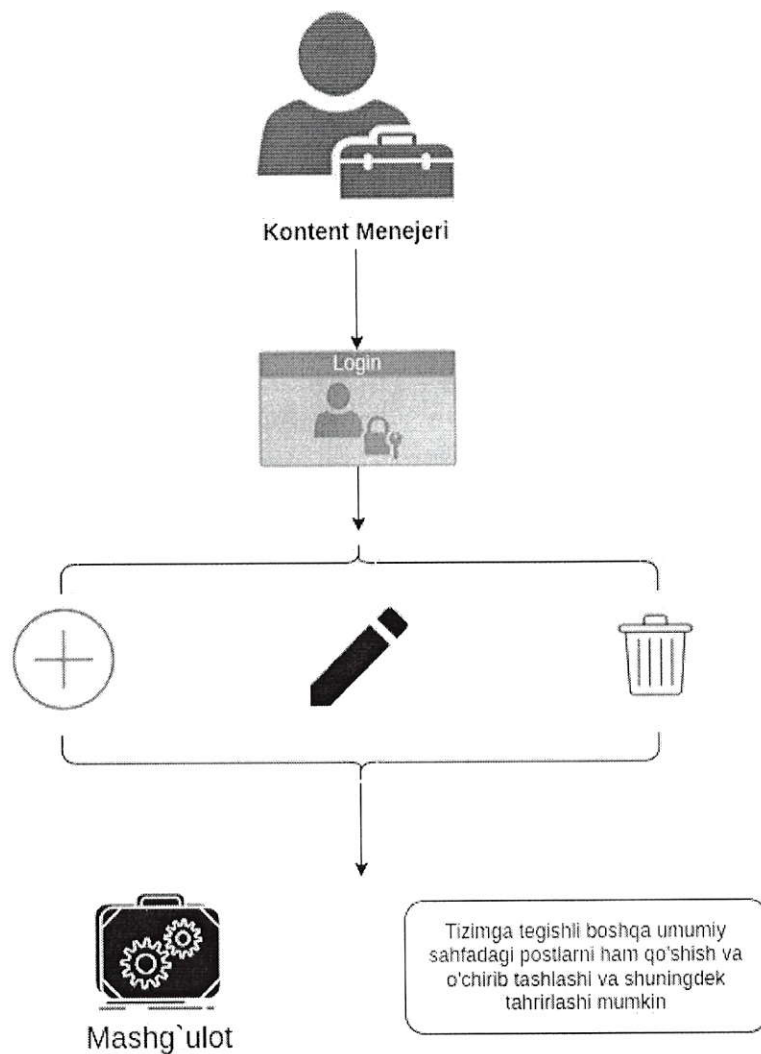 Kontent Menejeri
Login
Tizimga tegishli boshqa umumiy
sahfadagi postlarni ham qo'shish va
o'chirib tashlashi va shuningdek
tahrirlashi mumkin
Mashg`ulot